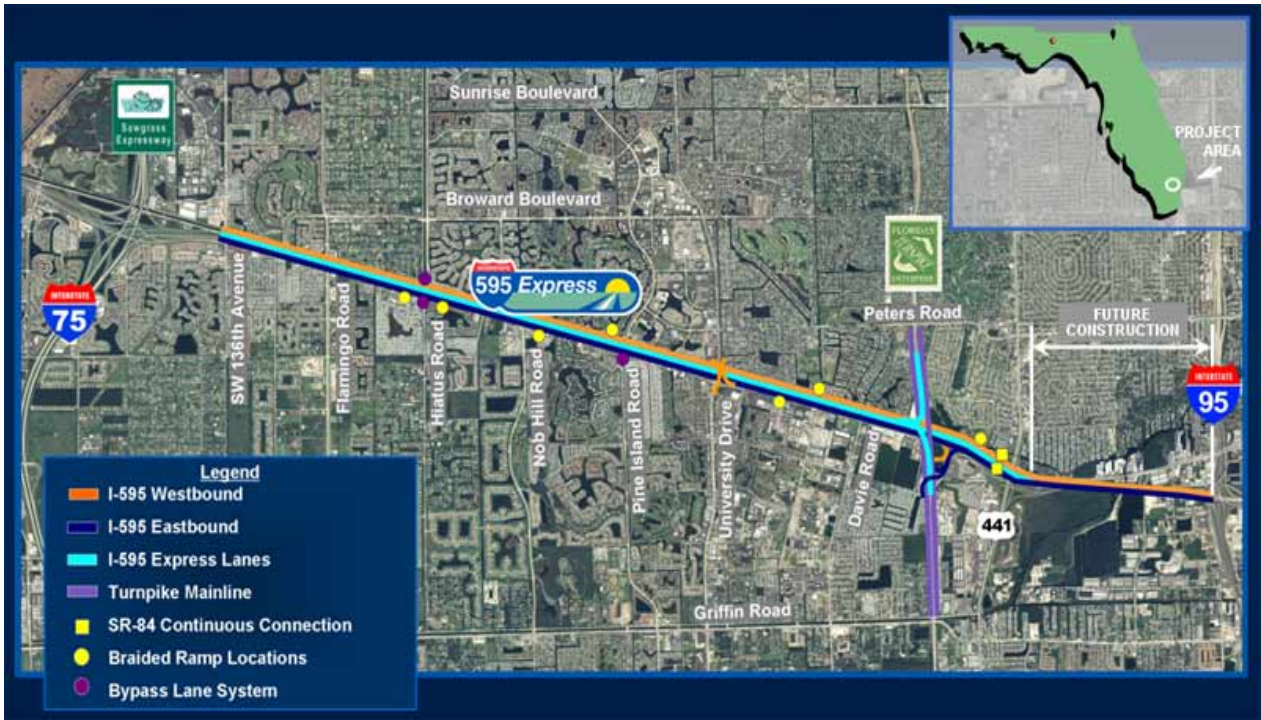 Sawgrass
Expressway
Sunrise Boulevard
PROJECT
AREA
Broward Boulevard
FLORIDA'S
TURNPIKE
ENTERPRISE
INTERSTATE
75
SW 136th Avenue
Flamingo Road
Hiatus Road
INTERSTATE
595 Express
Nob Hill Road
Pine Island Road
University Drive
Davie Road
Peters Road
FUTURE
CONSTRUCTION
INTERSTATE
95
441
Griffin Road
Legend
I-595 Westbound
I-595 Eastbound
I-595 Express Lanes
Turnpike Mainline
SR-84 Continuous Connection
Braided Ramp Locations
Bypass Lane System